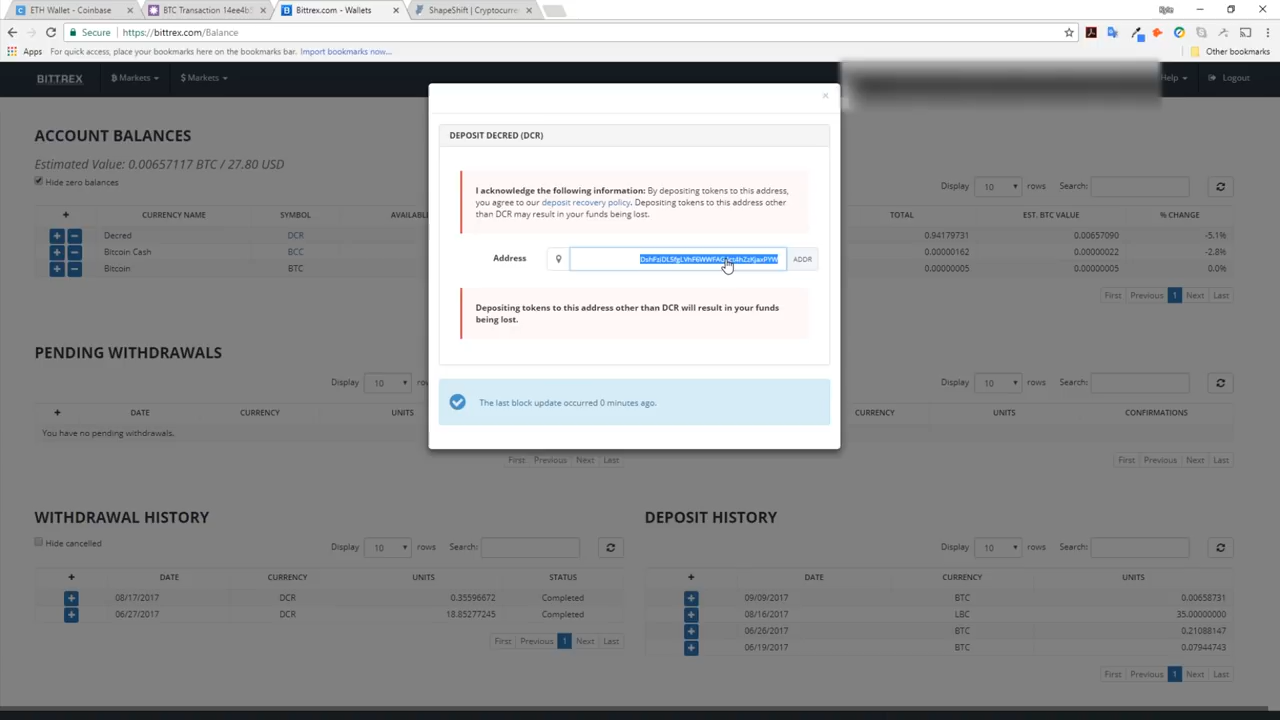 ETH Wallet - Coinbase
BTC Transaction 14ee4b
Bittrex.com - Wallets
ShapeShift | Cryptocurre
Kyle
Secure https://bittrex.com/Balance
Apps For quick access, place your bookmarks here on the bookmarks bar. Import bookmarks now...
Other bookmarks
BITTREX
B Markets
$ Markets
Help
Logout
DEPOSIT DECRED (DCR)
I acknowledge the following information: By depositing tokens to this address,
you agree to our deposit recovery policy. Depositing tokens to this address other
than DCR may result in your funds being lost.
Address
ADDR
Depositing tokens to this address other than DCR will result in your funds
being lost.
The last block update occurred 0 minutes ago.
ACCOUNT BALANCES
Estimated Value: 0.00657117 BTC / 27.80 USD
Hide zero balances
Display 10 rows Search:
+ CURRENCY NAME SYMBOL AVAILABL TOTAL EST. BTC VALUE % CHANGE
Decred DCR 0.94179731 0.00657090 -5.1%
Bitcoin Cash BCC 0.00000162 0.00000022 -2.8%
Bitcoin BTC 0.00000005 0.00000005 0.0%
First Previous 1 Next Last
PENDING WITHDRAWALS
Display 10 Display 10 rows Search:
+ DATE CURRENCY UNITS CURRENCY UNITS CONFIRMATIONS
You have no pending withdrawals.
First Previous Next Last
First Previous Next Last
WITHDRAWAL HISTORY
Hide cancelled
Display 10 rows Search:
+ DATE CURRENCY UNITS STATUS
08/17/2017 DCR 0.35596672 Completed
06/27/2017 DCR 18.85277245 Completed
First Previous 1 Next Last
DEPOSIT HISTORY
Display 10 rows Search:
+ DATE CURRENCY UNITS
09/09/2017 BTC 0.00658731
08/16/2017 LBC 35.00000000
06/26/2017 BTC 0.21088147
06/19/2017 BTC 0.07944743
First Previous 1 Next Last